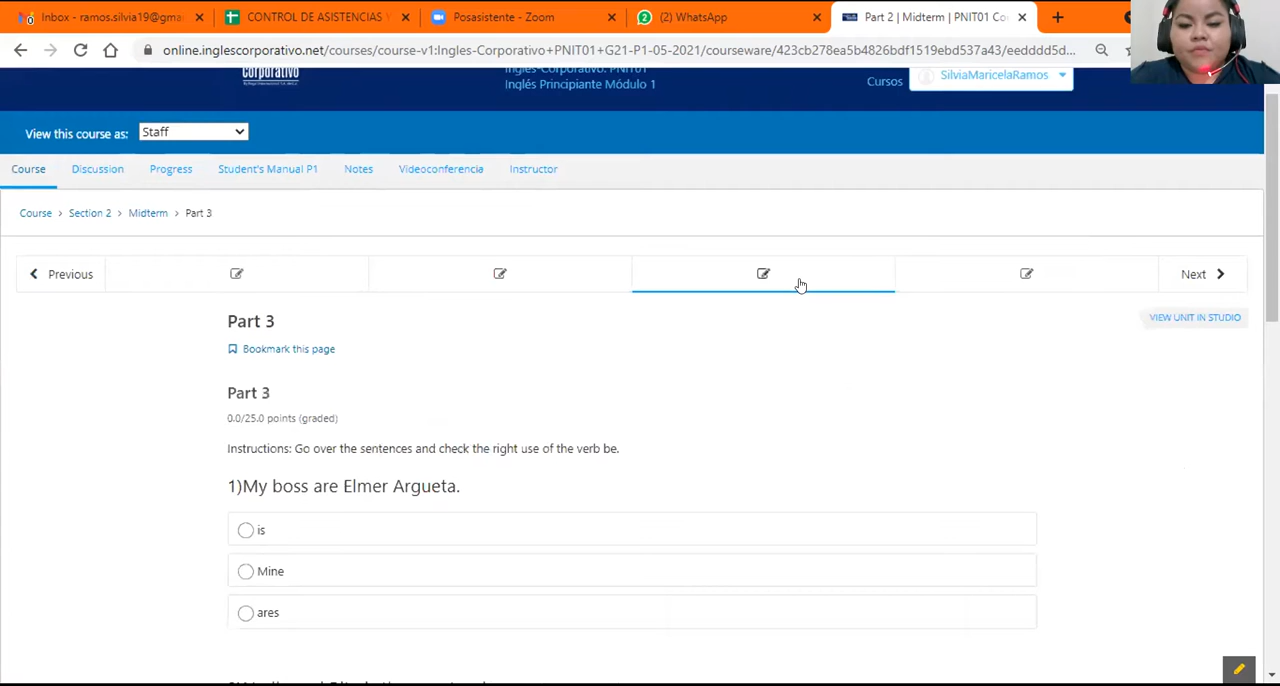 Inbox - ramos.silvia19@gma
CONTROL DE ASISTENCIAS Y
Posasistente - Zoom
(2) WhatsApp
Part 2 | Midterm | PNIT01 Co
online.inglescorporativo.net/courses/course-v1:Ingles-Corporativo+PNIT01+G21-P1-05-2021/courseware/423cb278ea5b4826bdf1519ebd537a43/eedddd5d...
corporativo
Ingles-Corporativo: PNIT01
Inglés Principiante Módulo 1
Cursos
SilviaMaricelaRamos
View this course as:
Staff
Course
Discussion
Progress
Student's Manual P1
Notes
Videoconferencia
Instructor
Course > Section 2 > Midterm > Part 3
Previous
Next
Part 3
VIEW UNIT IN STUDIO
Bookmark this page
Part 3
0.0/25.0 points (graded)
Instructions: Go over the sentences and check the right use of the verb be.
1)My boss are Elmer Argueta.
is
Mine
ares